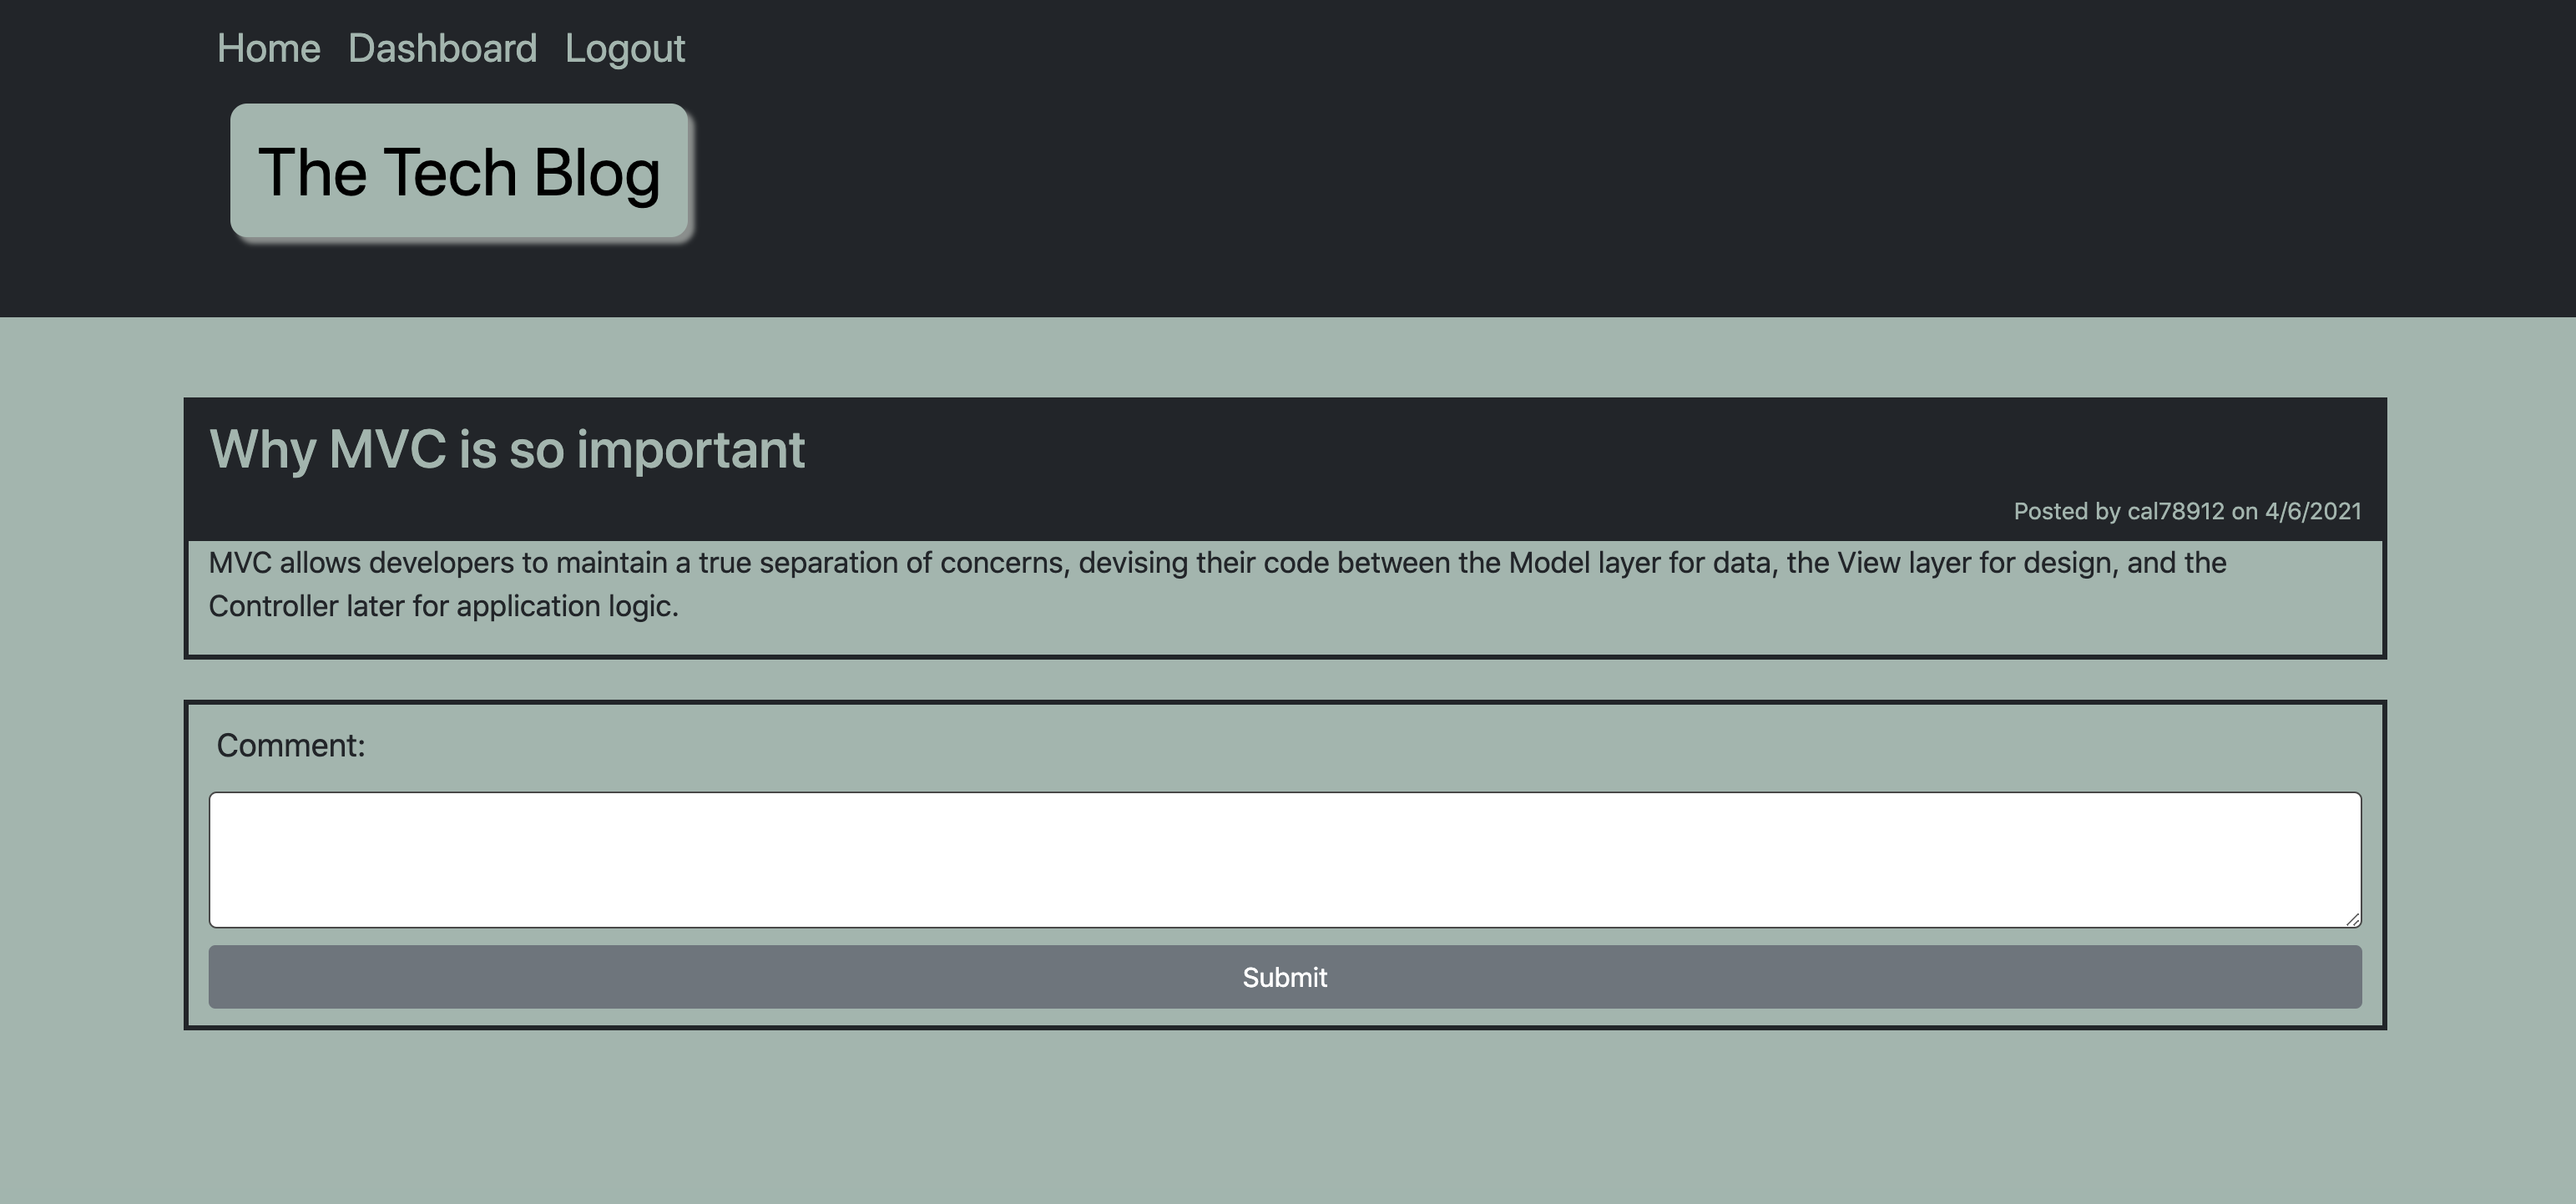 Home Dashboard Logout
The Tech Blog
Why MVC is so important
Posted by cal78912 on 4/6/2021
MVC allows developers to maintain a true separation of concerns, devising their code between the Model layer for data, the View layer for design, and the
Controller later for application logic.
Comment:
Submit